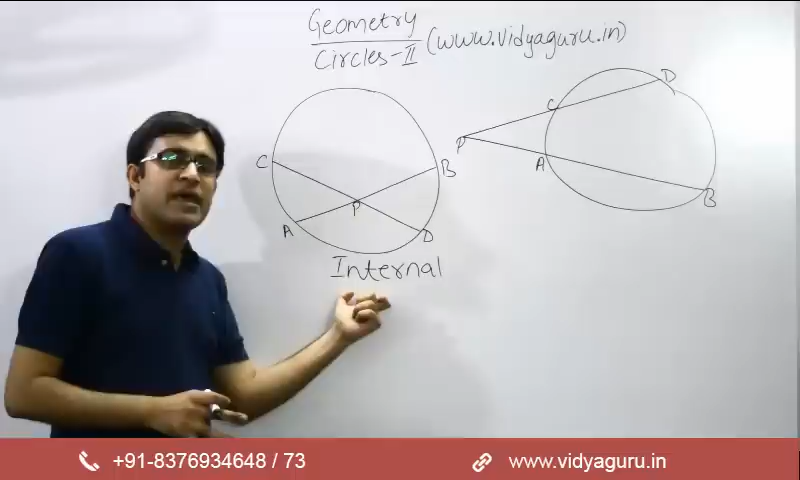 Geometry
Circles-II (www.vidyaguru.in)
C
B
P
A
D
Internal
D
C
P
A
B
+91-8376934648 / 73
www.vidyaguru.in